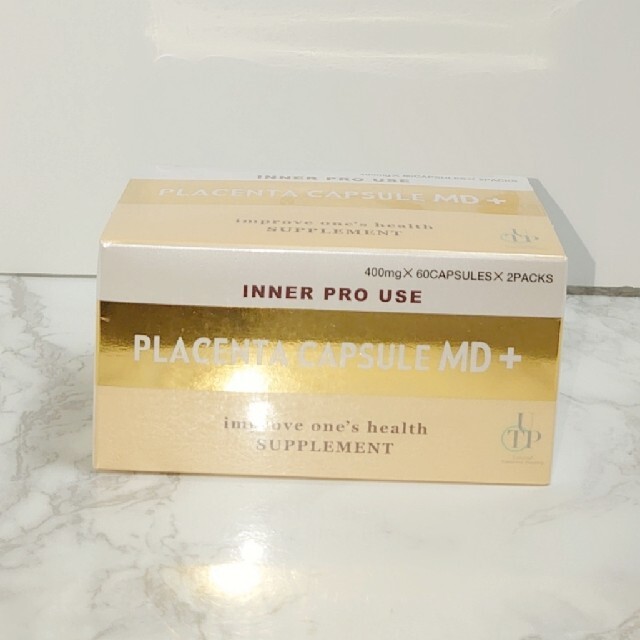 INNER PRO USE
PLACENTA CAPSULE MD+
improve one's health
SUPPLEMENT
400mg×60CAPSULES×2PACKS
INNER PRO USE
PLACENTA CAPSULE MD+
improve one's health
SUPPLEMENT
UTP